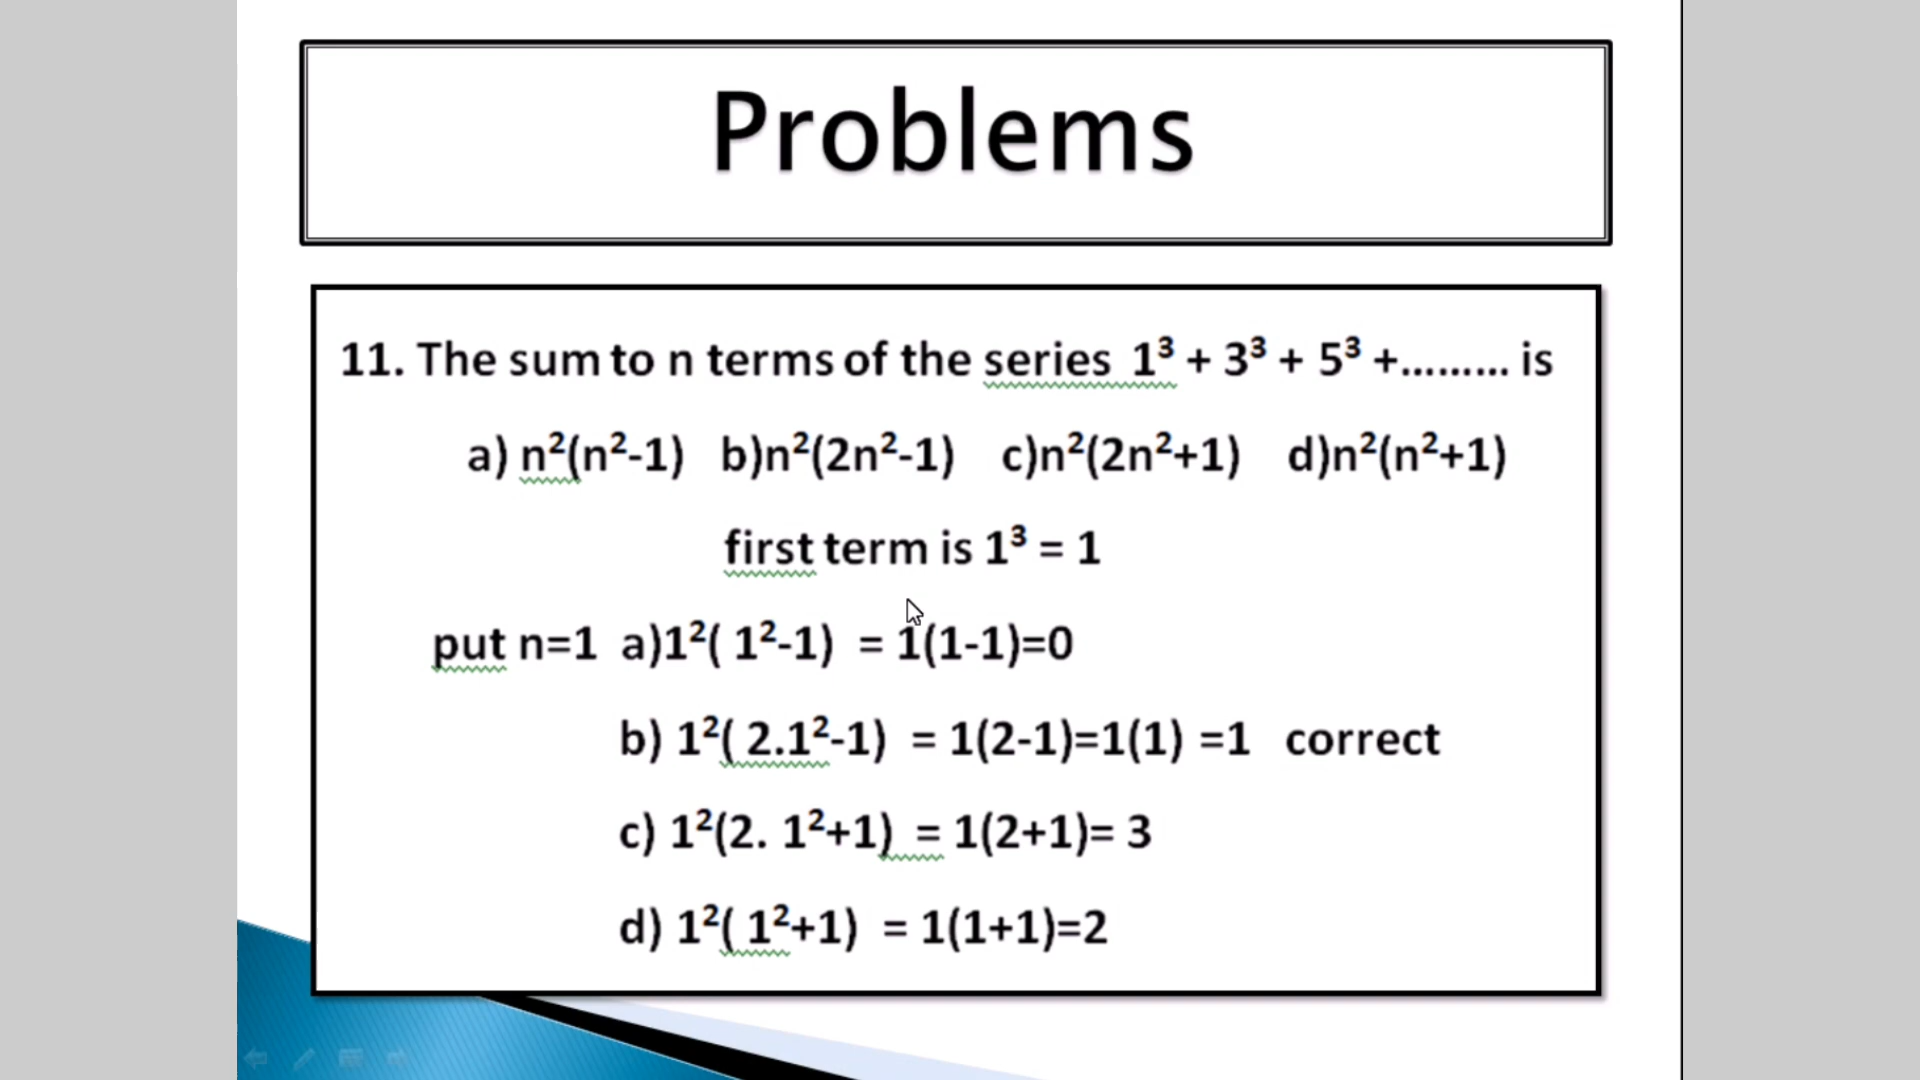 Problems
11. The sum to n terms of the series 1³ + 3³ + 5³ +......... is
a) n²(n²-1) b)n²(2n²-1) c)n²(2n²+1) d)n²(n²+1)
first term is 1³ = 1
put n=1 a)1²( 1²-1) = 1(1-1)=0
b) 1²( 2.1²-1) = 1(2-1)=1(1) =1 correct
c) 1²(2. 1²+1) = 1(2+1)= 3
d) 1²( 1²+1) = 1(1+1)=2